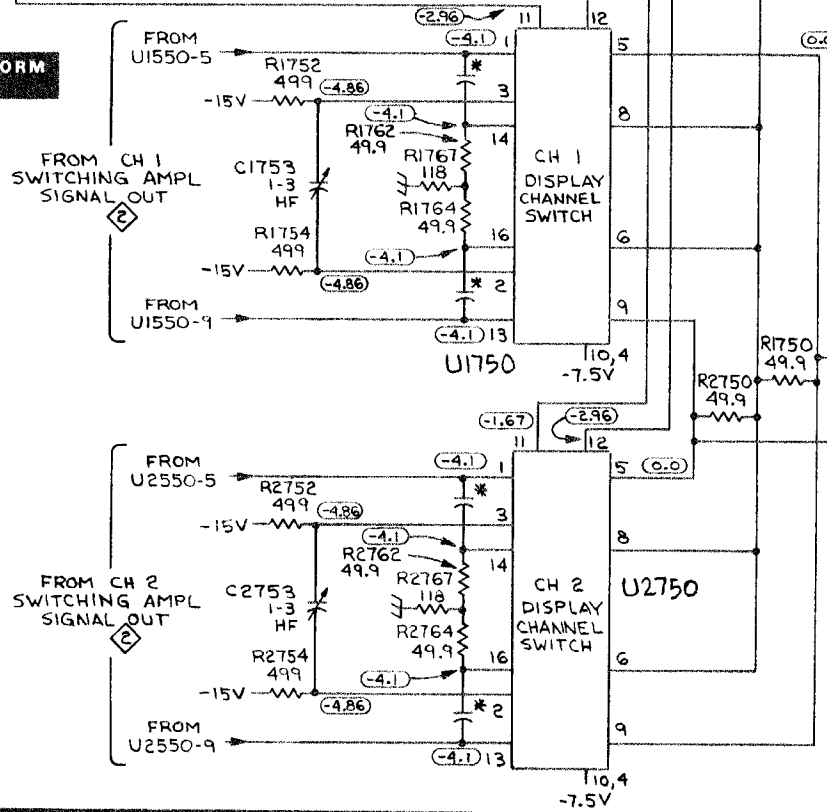 -2.96
11
12
ORM
FROM
U1550-5
-4.1
1
5
0.0
R1752
499
-4.86
*
-15V
3
-4.1
R1762
49.9
14
8
FROM CH 1
SWITCHING AMPL
SIGNAL OUT
2
C1753
1-3
HF
R1767
118
R1764
49.9
CH 1
DISPLAY
CHANNEL
SWITCH
R1754
499
16
6
-4.1
-15V
-4.86
*
2
FROM
U1550-9
9
-4.1
13
U1750
10,4
-7.5V
R1750
49.9
R2750
49.9
-1.67
-2.96
11
12
FROM
U2550-5
-4.1
1
5
0.0
R2752
499
-4.86
*
-15V
3
-4.1
R2762
49.9
14
8
FROM CH 2
SWITCHING AMPL
SIGNAL OUT
2
C2753
1-3
HF
R2767
118
R2764
49.9
CH 2
DISPLAY
CHANNEL
SWITCH
U2750
R2754
499
16
6
-4.1
-15V
-4.86
*
2
FROM
U2550-9
9
-4.1
13
10,4
-7.5V